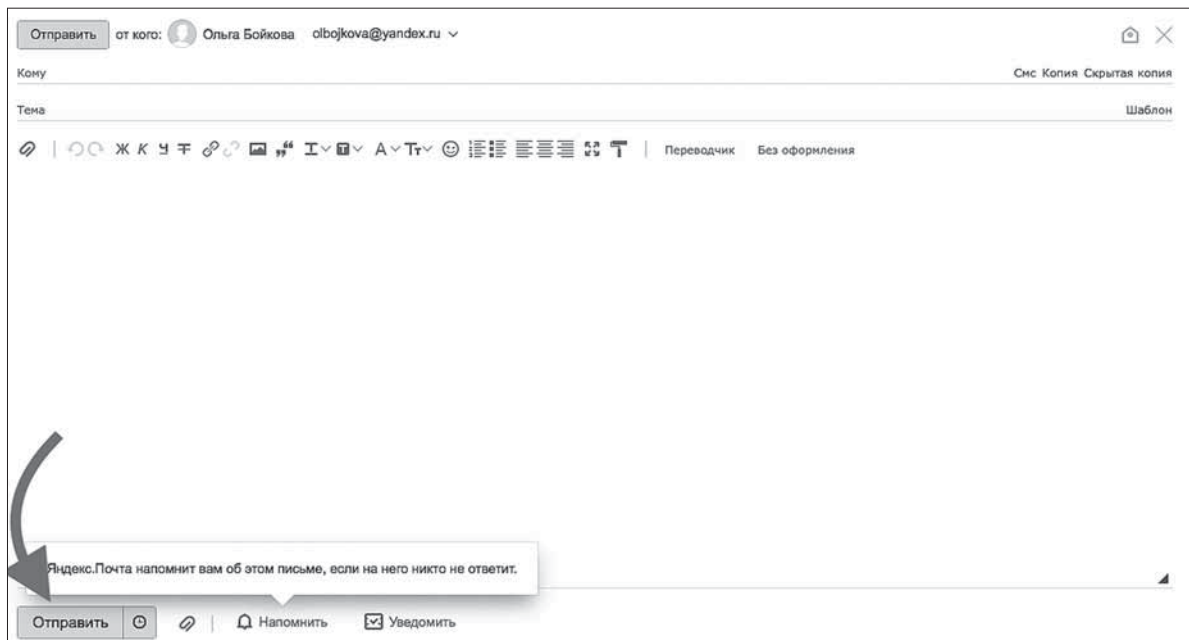 Отправить от кого: Ольга Бойкова olbojkova@yandex.ru
Кому Смс Копия Скрытая копия
Тема Шаблон
Ж К У Т A Tт Переводчик Без оформления
Яндекс.Почта напомнит вам об этом письме, если на него никто не ответит.
Отправить Напомнить Уведомить